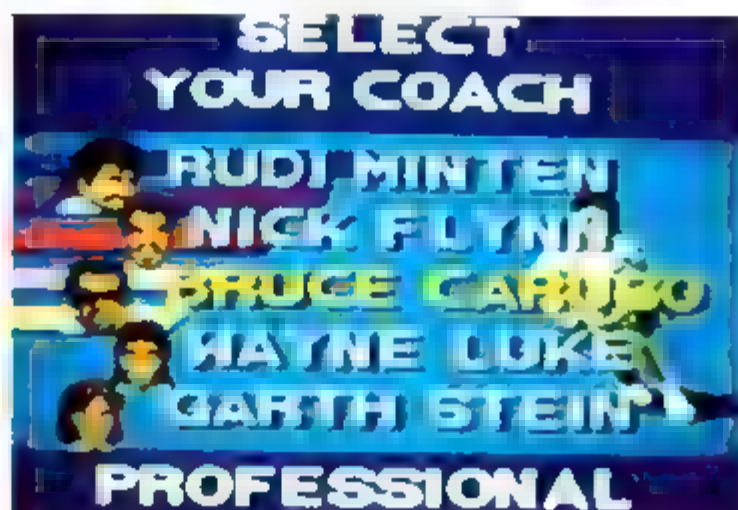 SELECT
YOUR COACH
RUDI MINTEN
NICK FLYNN
BRUCE CARUSO
WAYNE LUKE
GARTH STEIN
PROFESSIONAL